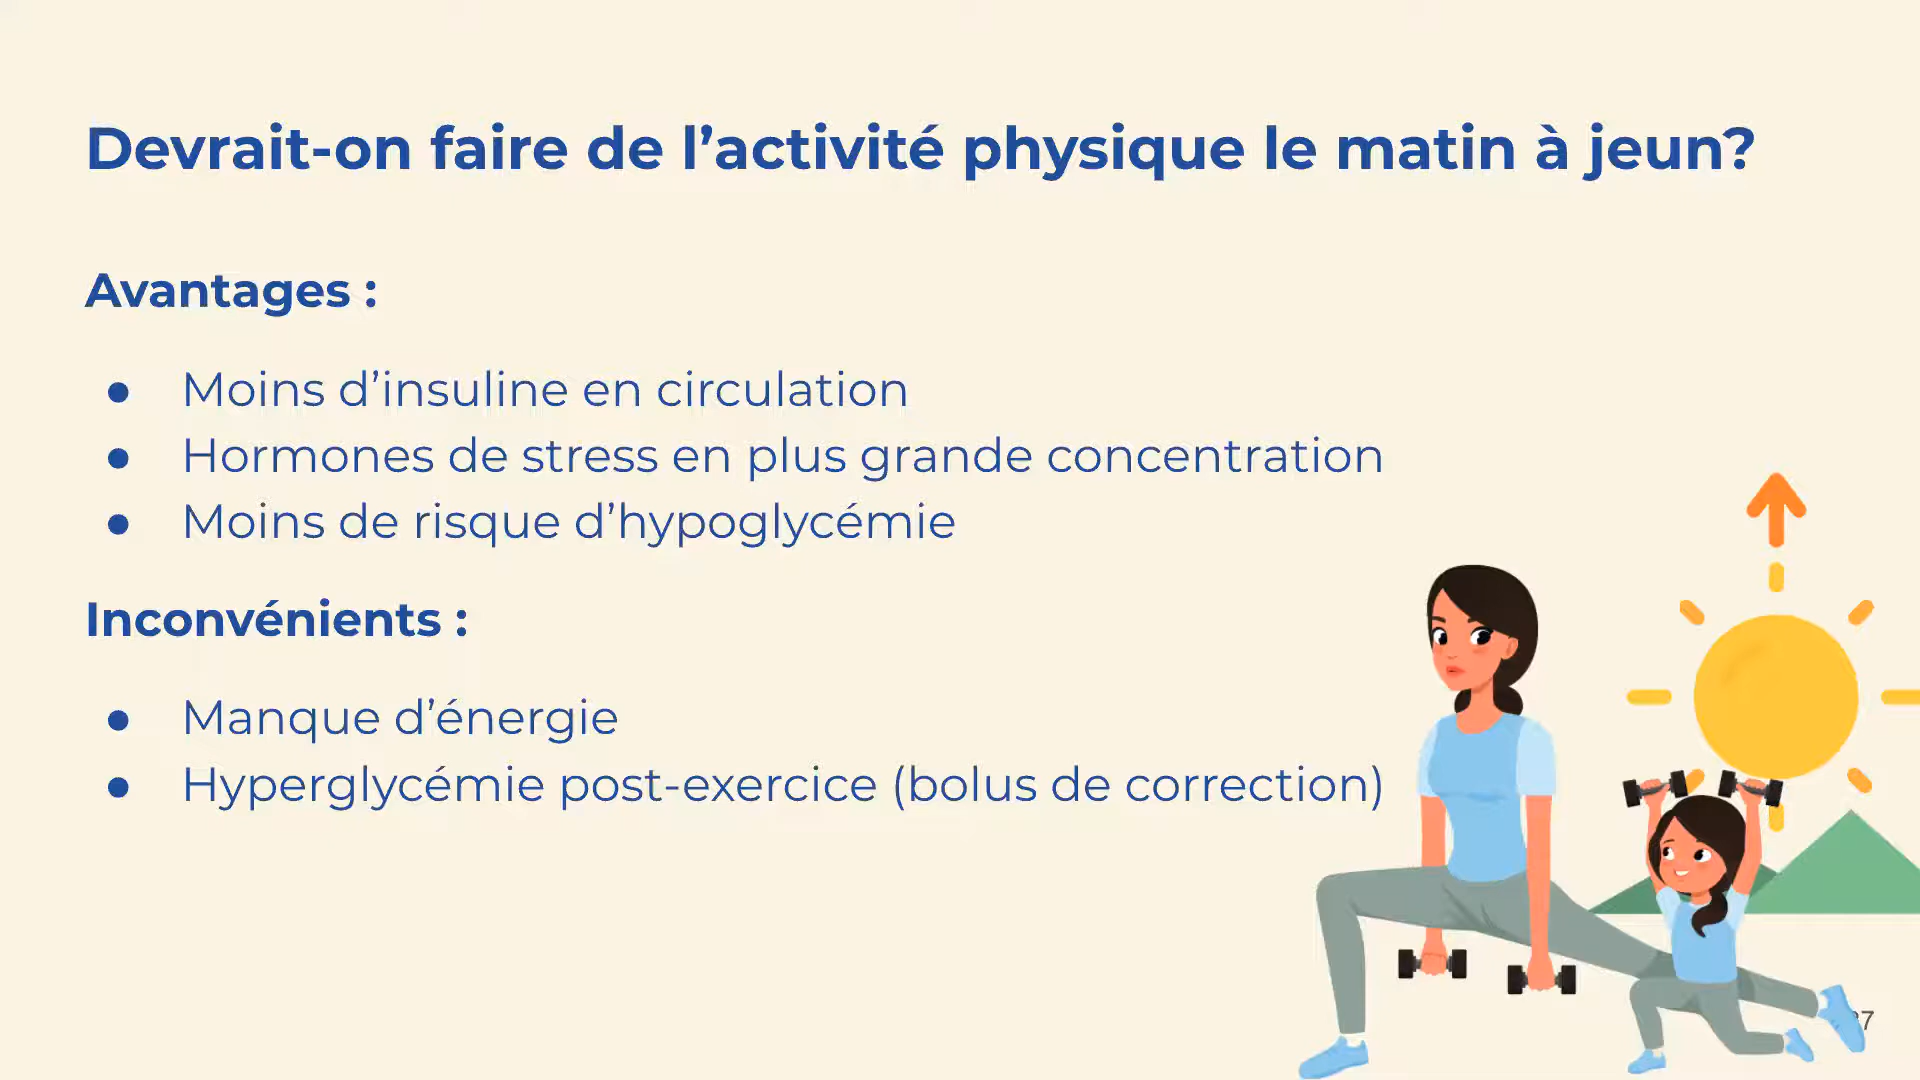 Devrait-on faire de l’activité physique le matin à jeun?
Avantages :
● Moins d’insuline en circulation
● Hormones de stress en plus grande concentration
● Moins de risque d’hypoglycémie
Inconvénients :
● Manque d’énergie
● Hyperglycémie post-exercice (bolus de correction)